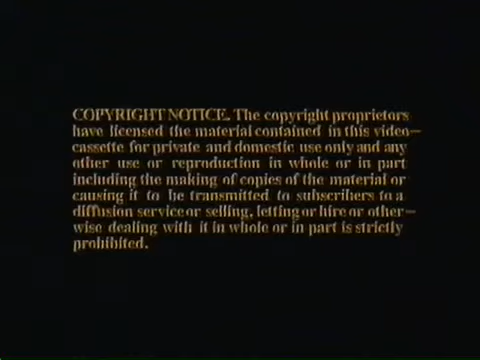 COPYRIGHT NOTICE. The copyright proprietors
have licensed the material contained in this video–
cassette for private and domestic use only and any
other use or reproduction in whole or in part
including the making of copies of the material or
causing it to be transmitted to subscribers to a
diffusion service or selling, letting or hire or other–
wise dealing with it in whole or in part is strictly
prohibited.